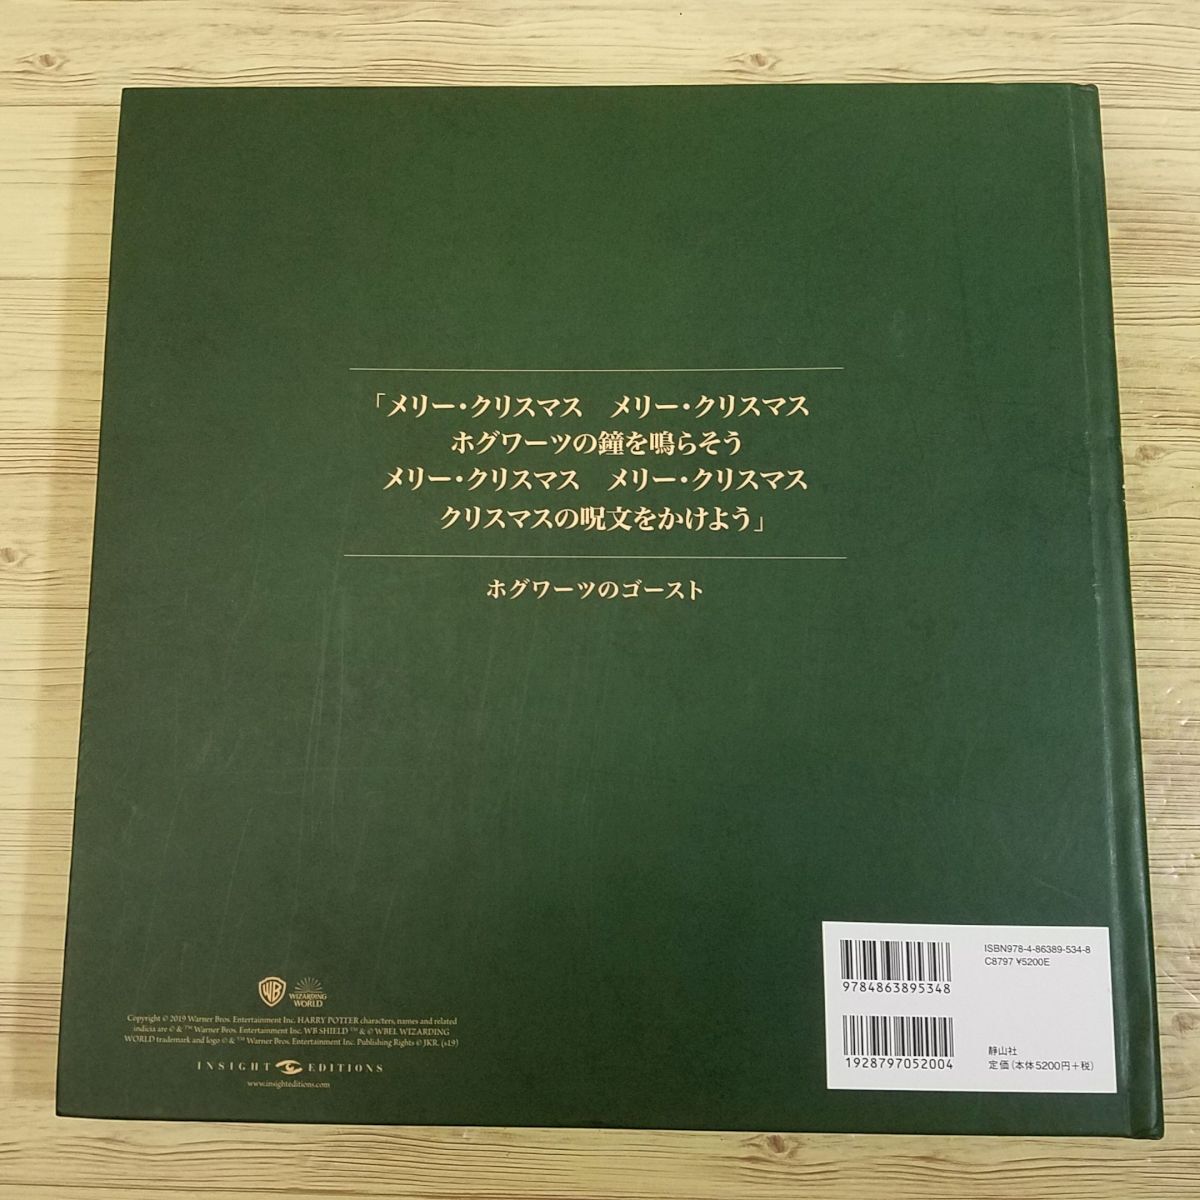 「メリー・クリスマス　メリー・クリスマス
ホグワーツの鐘を鳴らそう
メリー・クリスマス　メリー・クリスマス
クリスマスの呪文をかけよう」
ホグワーツのゴースト
WB
WIZARDING
WORLD
Copyright © 2019 Warner Bros. Entertainment Inc. HARRY POTTER characters, names and related
indicia are © & ™ Warner Bros. Entertainment Inc. WB SHIELD: ™ & © WBEI. WIZARDING
WORLD trademark and logo © & ™ Warner Bros. Entertainment Inc. Publishing Rights © JKR. (s19)
INSIGHT EDITIONS
www.insighteditions.com
ISBN978-4-86389-534-8
C8797 ¥5200E
9784863895348
1928797052004
静山社
定価（本体5200円＋税）